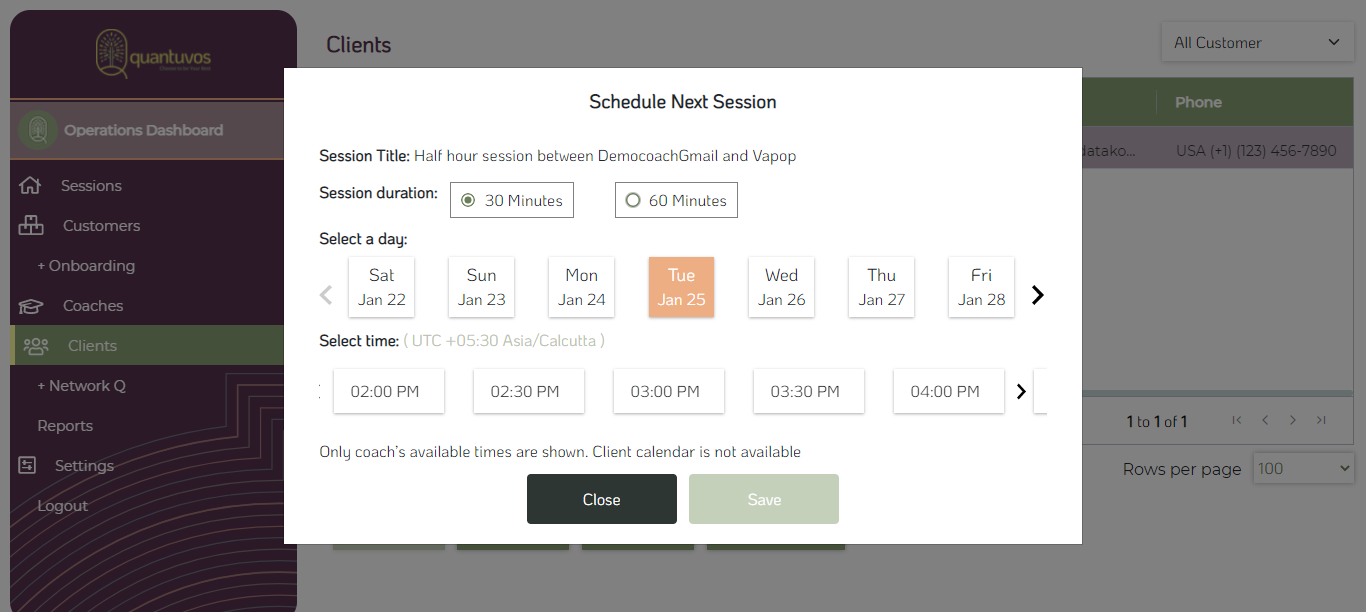 quantuvos
Operations Dashboard
Sessions
Customers
+ Onboarding
Coaches
Clients
+ Network Q
Reports
Settings
Logout
Clients
All Customer
Phone
datako...
USA (+1) (123) 456-7890
1 to 1 of 1
Rows per page
100
Schedule Next Session
Session Title: Half hour session between DemocoachGmail and Vapop
Session duration: 30 Minutes 60 Minutes
Select a day:
Sat Sun Mon Tue Wed Thu Fri
Jan 22 Jan 23 Jan 24 Jan 25 Jan 26 Jan 27 Jan 28
Select time: ( UTC +05:30 Asia/Calcutta )
02:00 PM 02:30 PM 03:00 PM 03:30 PM 04:00 PM
Only coach's available times are shown. Client calendar is not available
Close Save